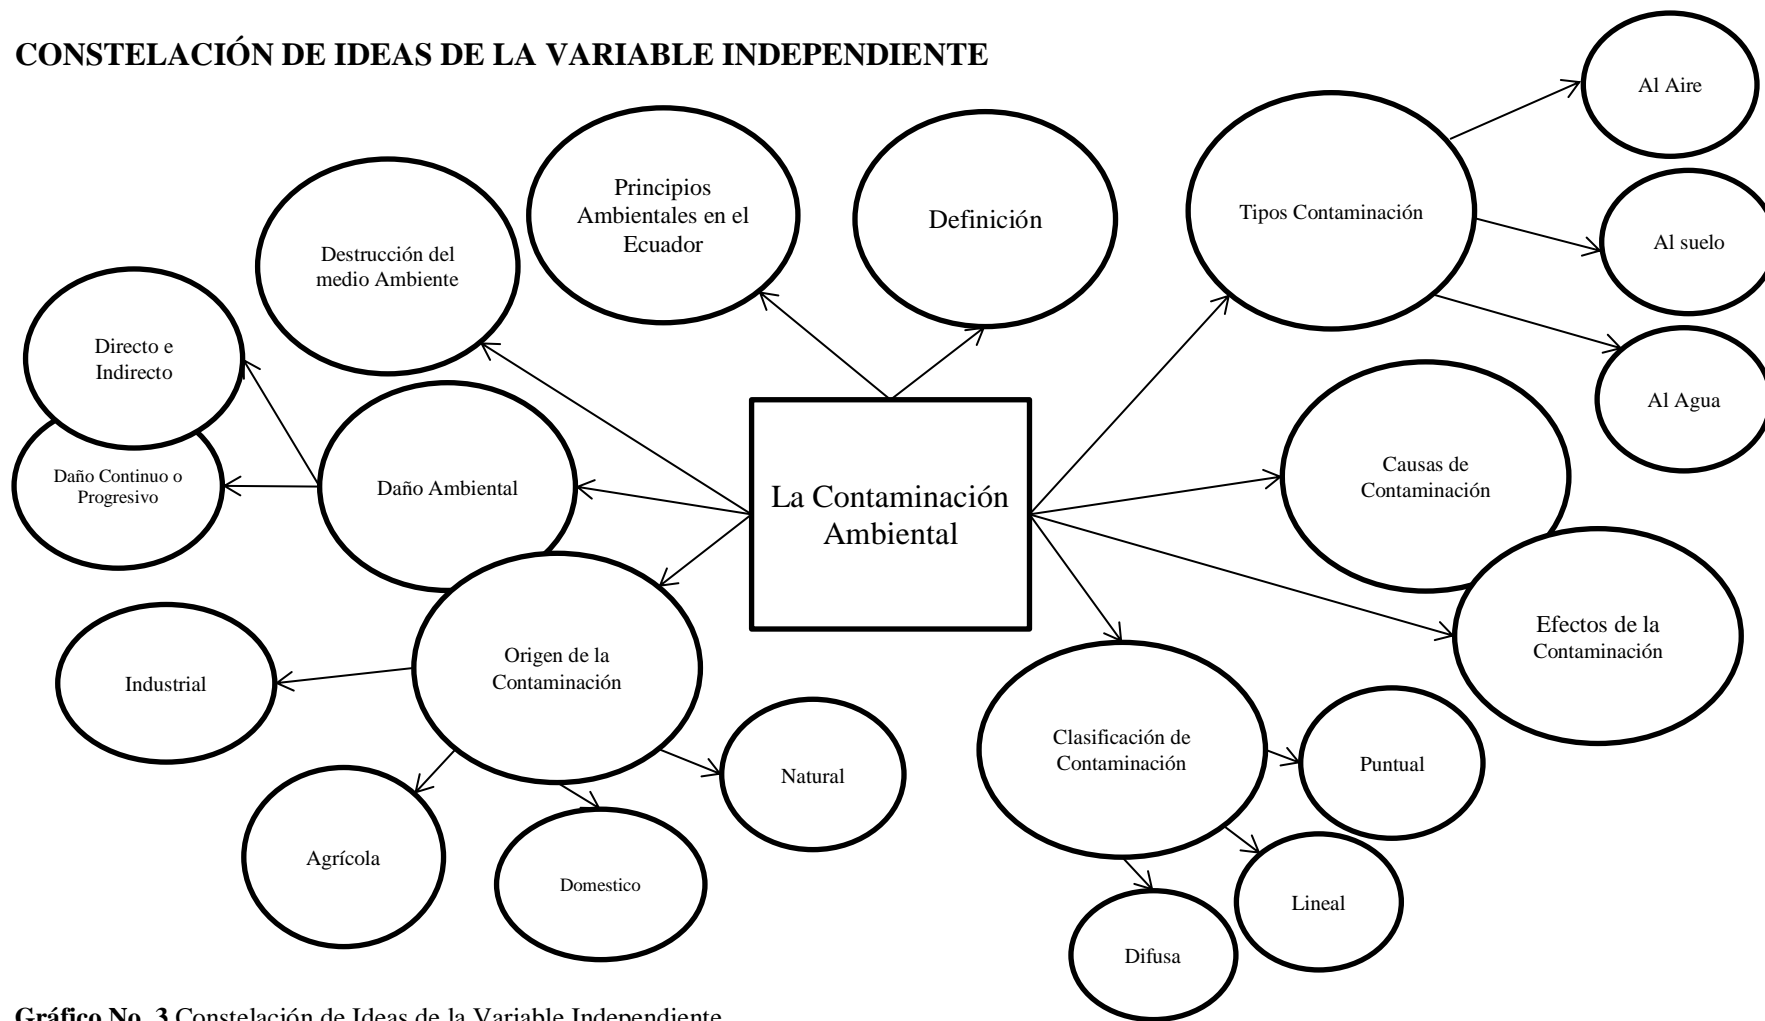 CONSTELACIÓN DE IDEAS DE LA VARIABLE INDEPENDIENTE
Al Aire
Principios
Ambientales en el
Ecuador
Definición
Tipos Contaminación
Al suelo
Destrucción del
medio Ambiente
Directo e
Indirecto
Al Agua
Daño Continuo o
Progresivo
Daño Ambiental
La Contaminación
Ambiental
Causas de
Contaminación
Efectos de la
Contaminación
Industrial
Origen de la
Contaminación
Natural
Clasificación de
Contaminación
Puntual
Agrícola
Domestico
Lineal
Difusa
Gráfico No. 3 Constelación de Ideas de la Variable Independiente